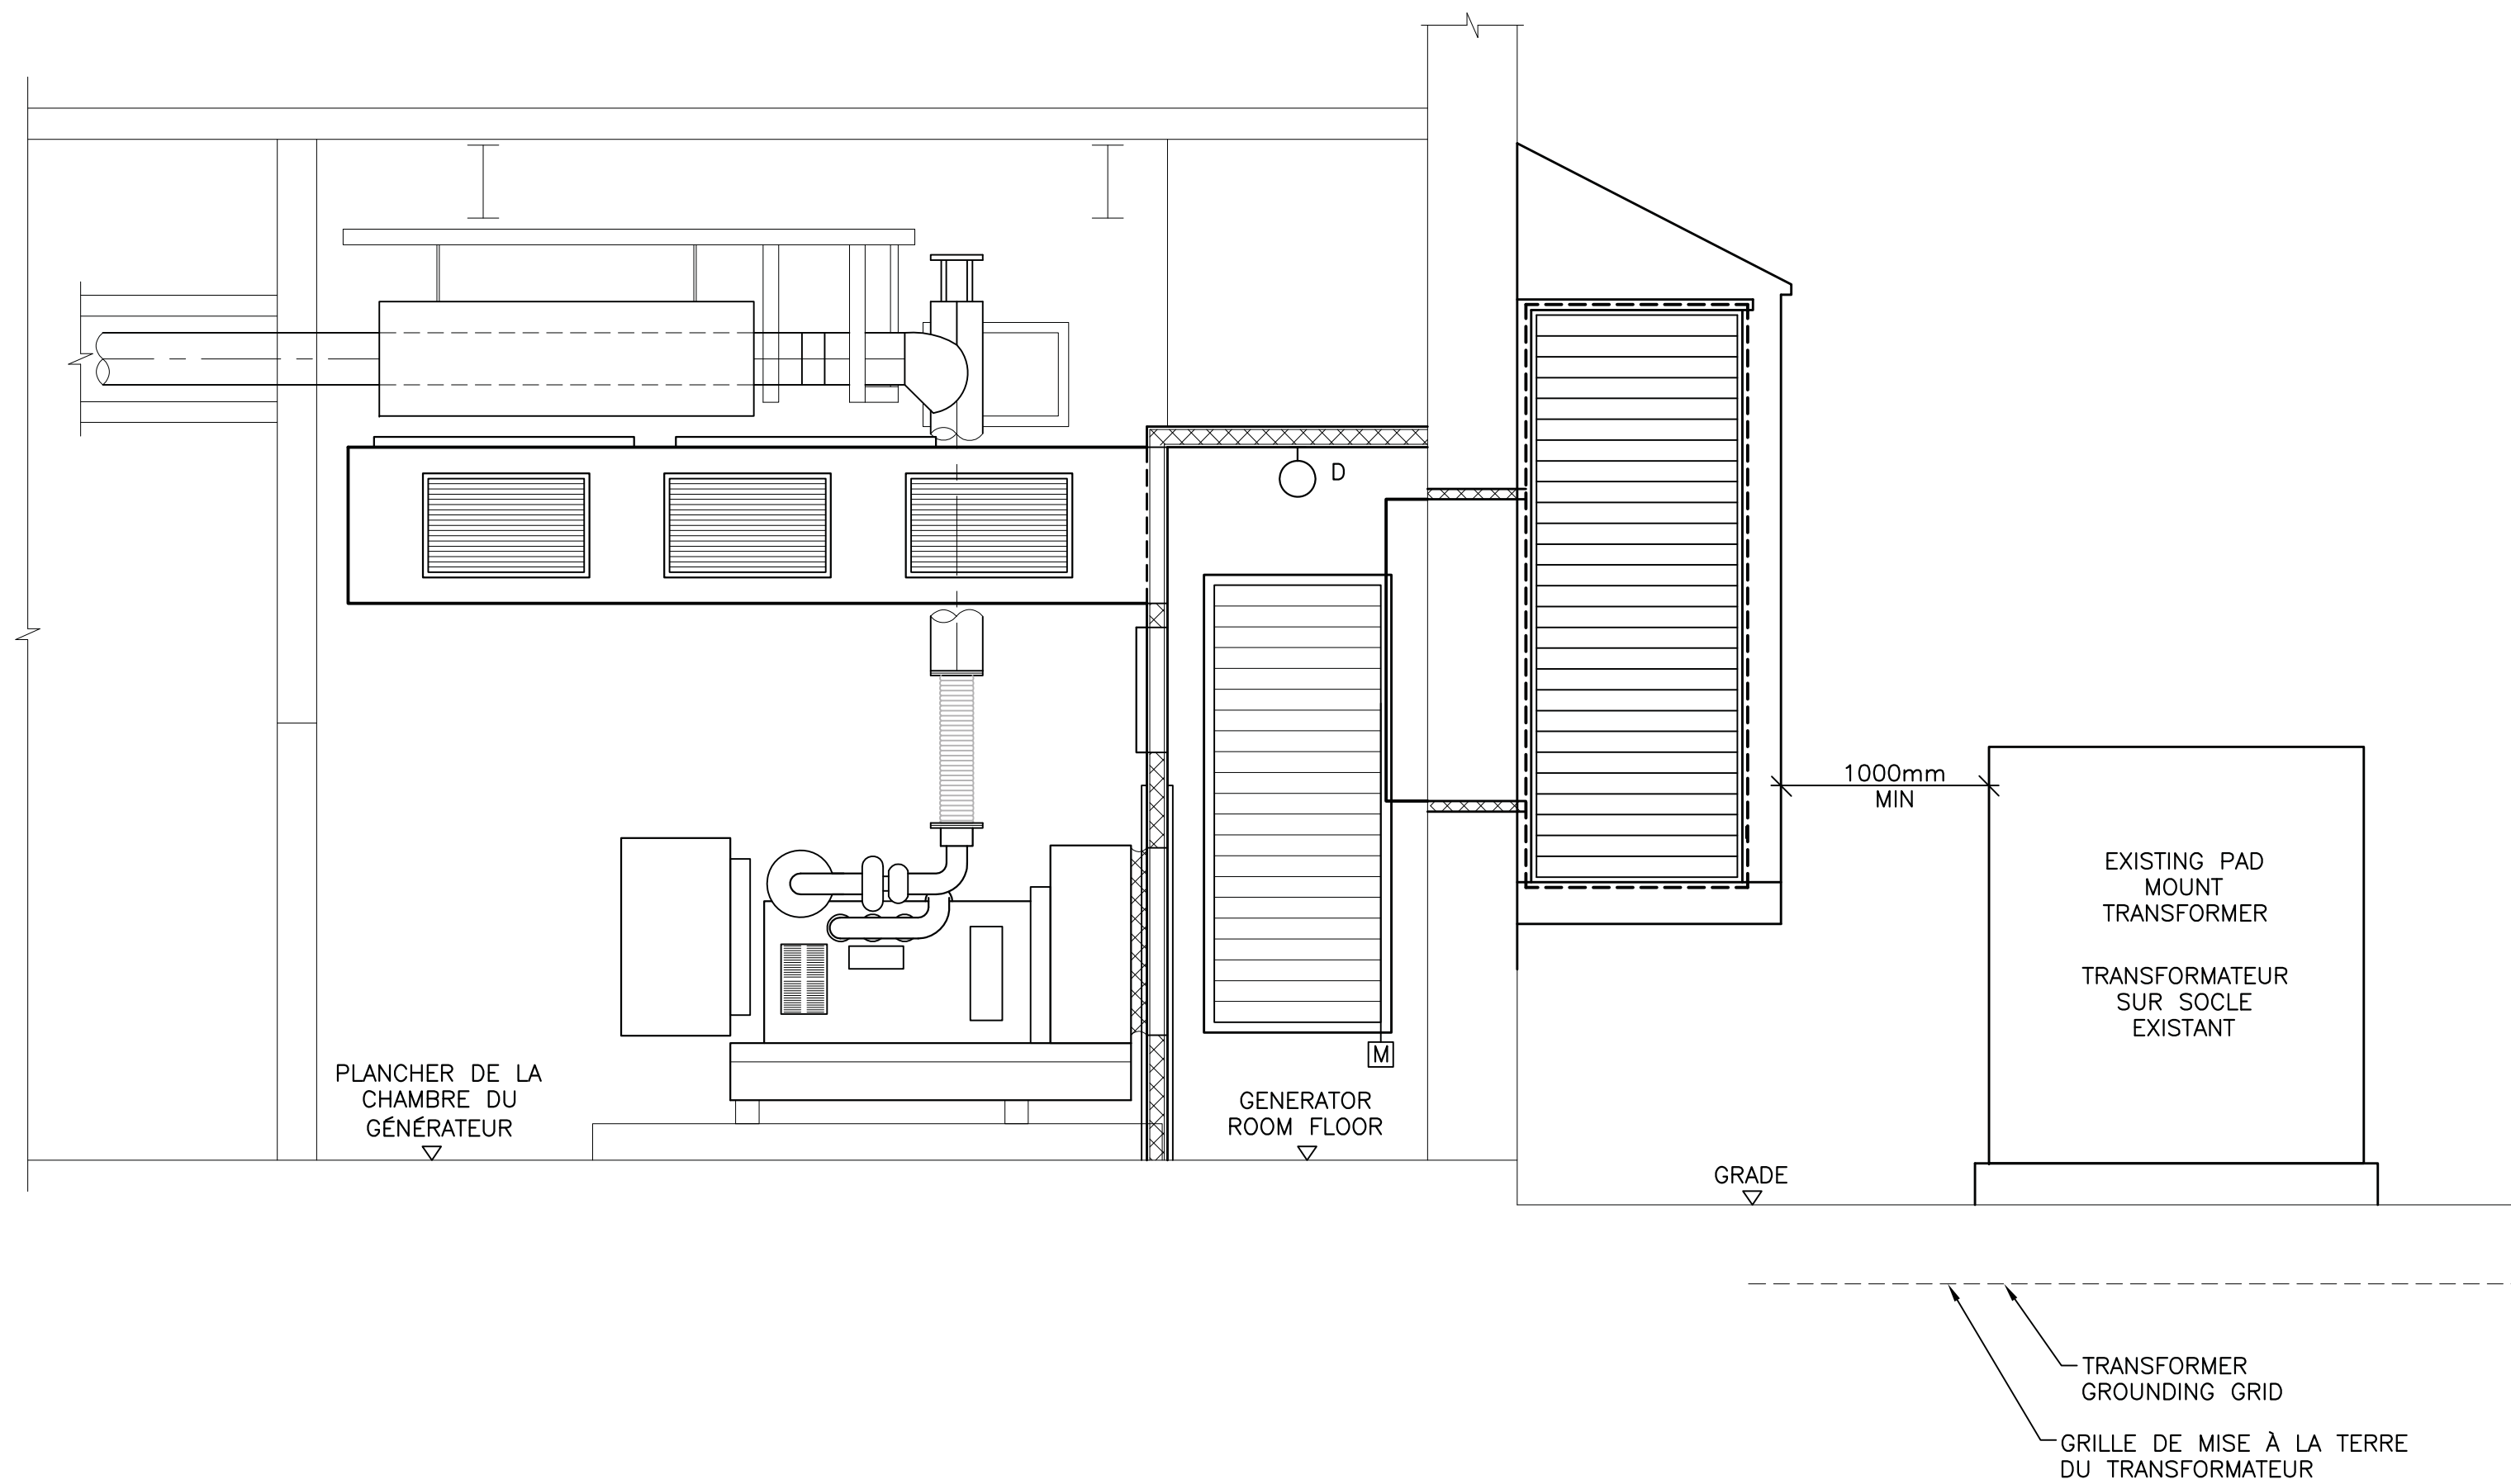 D
1000mm
MIN
EXISTING PAD
MOUNT
TRANSFORMER
TRANSFORMATEUR
SUR SOCLE
EXISTANT
M
PLANCHER DE LA
CHAMBRE DU
GÉNÉRATEUR
GENERATOR
ROOM FLOOR
GRADE
TRANSFORMER
GROUNDING GRID
GRILLE DE MISE À LA TERRE
DU TRANSFORMATEUR